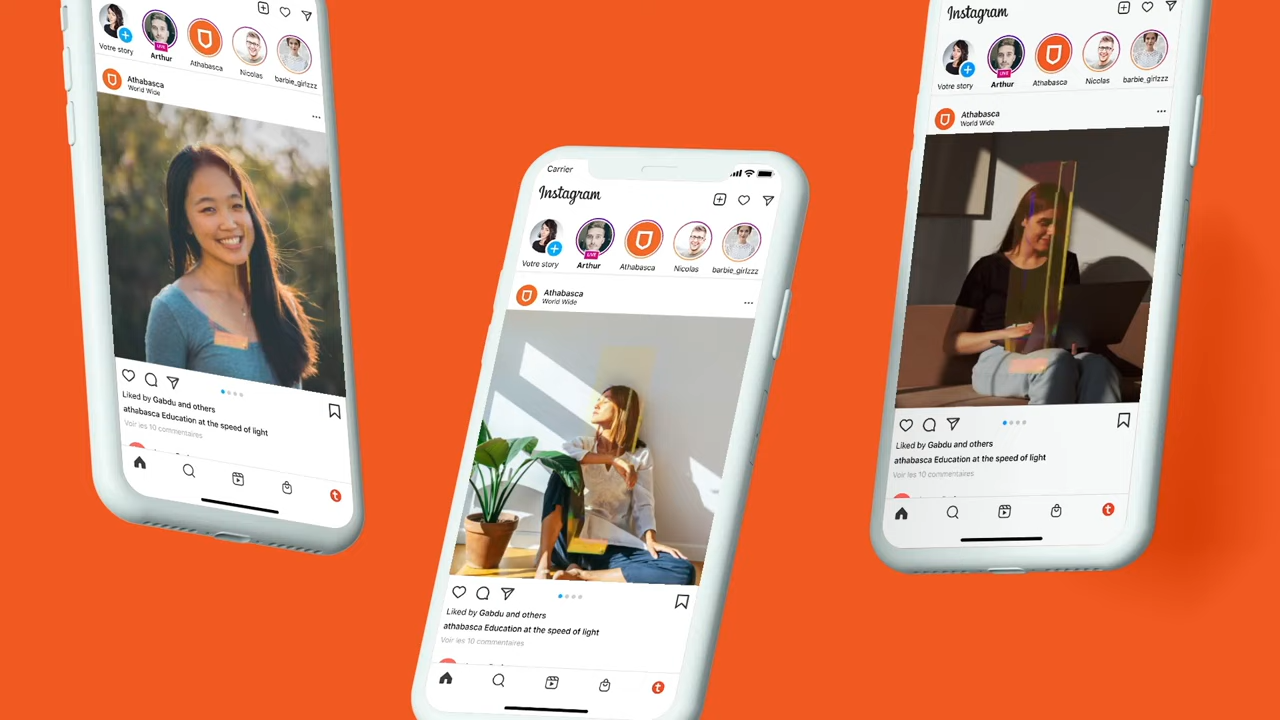 Votre story
LIVE
Arthur
Athabasca
Nicolas
barbie_girlzzz
Athabasca
World Wide
Liked by Gabdu and others
athabasca Education at the speed of light
Voir les 10 commentaires
Carrier
Instagram
Votre story
LIVE
Arthur
Athabasca
Nicolas
barbie_girlzzz
Athabasca
World Wide
Liked by Gabdu and others
athabasca Education at the speed of light
Voir les 10 commentaires
Instagram
Votre story
LIVE
Arthur
Athabasca
Nicolas
barbie_girlzzz
Athabasca
World Wide
Liked by Gabdu and others
athabasca Education at the speed of light
Voir les 10 commentaires